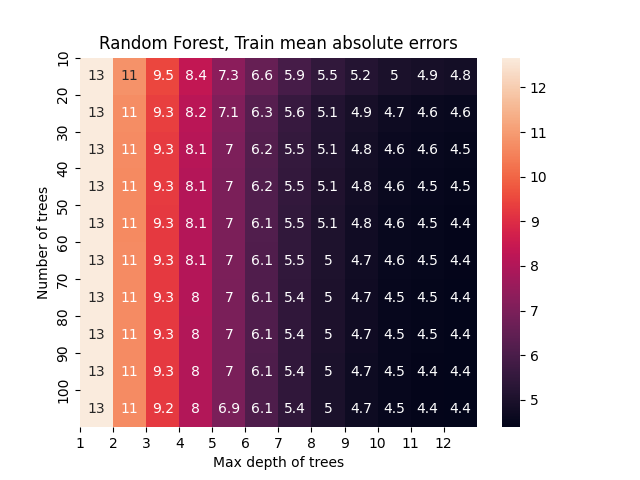 Random Forest, Train mean absolute errors
10
13 11 9.5 8.4 7.3 6.6 5.9 5.5 5.2 5 4.9 4.8
20
13 11 9.3 8.2 7.1 6.3 5.6 5.1 4.9 4.7 4.6 4.6
30
13 11 9.3 8.1 7 6.2 5.5 5.1 4.8 4.6 4.6 4.5
40
13 11 9.3 8.1 7 6.2 5.5 5.1 4.8 4.6 4.5 4.5
50
13 11 9.3 8.1 7 6.1 5.5 5.1 4.8 4.6 4.5 4.4
60
13 11 9.3 8.1 7 6.1 5.5 5 4.7 4.6 4.5 4.4
70
13 11 9.3 8 7 6.1 5.4 5 4.7 4.5 4.5 4.4
80
13 11 9.3 8 7 6.1 5.4 5 4.7 4.5 4.5 4.4
90
13 11 9.3 8 7 6.1 5.4 5 4.7 4.5 4.4 4.4
100
13 11 9.2 8 6.9 6.1 5.4 5 4.7 4.5 4.4 4.4
1 2 3 4 5 6 7 8 9 10 11 12
Max depth of trees
Number of trees
12
11
10
9
8
7
6
5